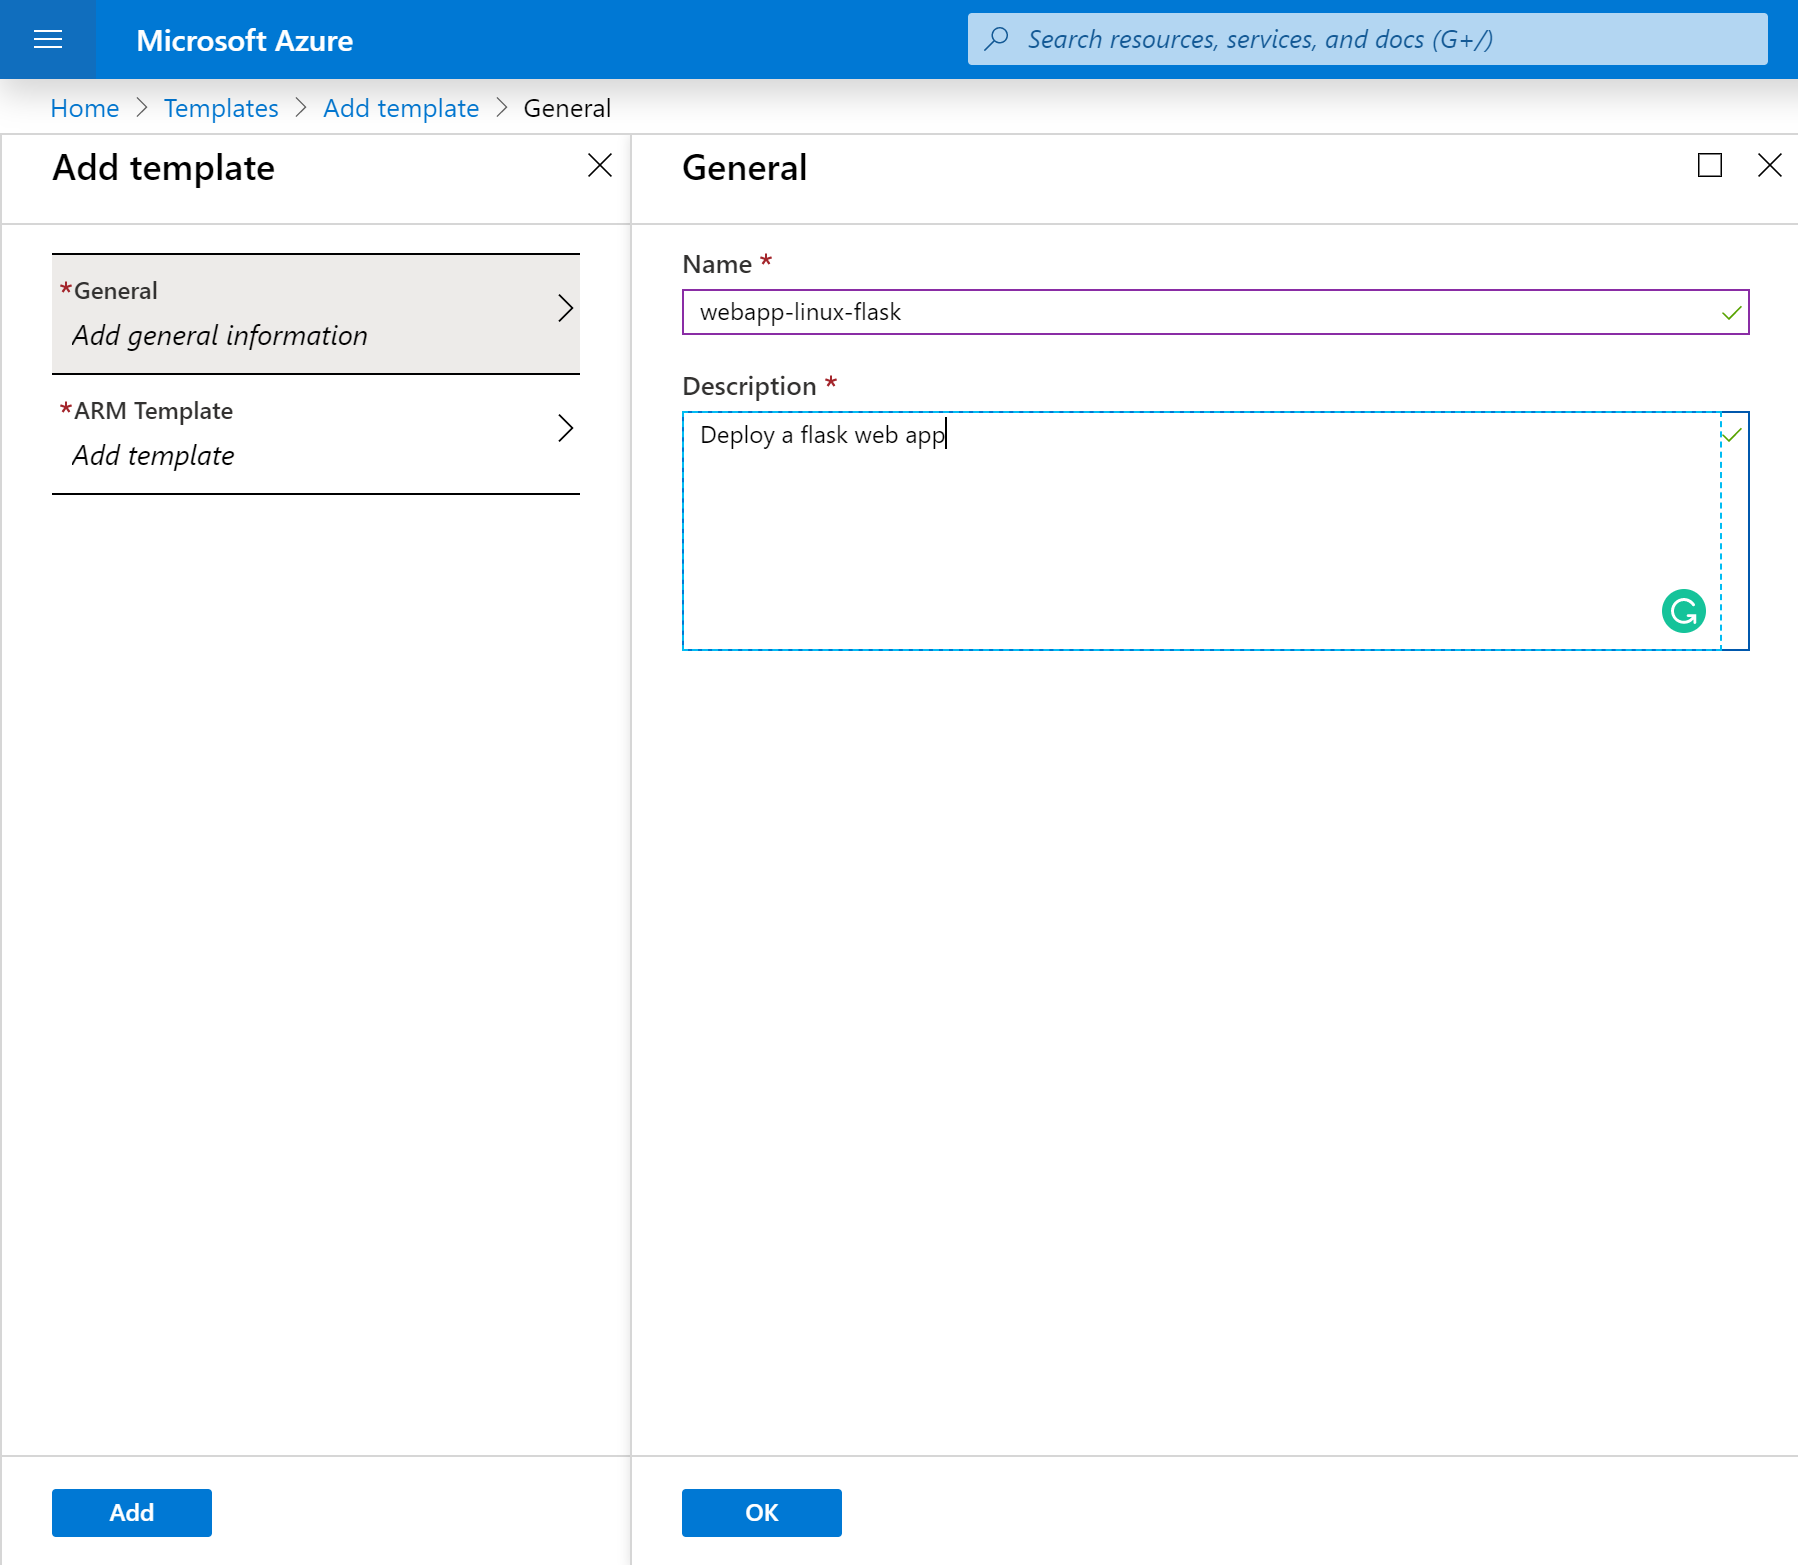 Microsoft Azure
Search resources, services, and docs (G+/)
Home > Templates > Add template > General
Add template
*General
Add general information
*ARM Template
Add template
Add
General
Name *
webapp-linux-flask
Description *
Deploy a flask web app
OK